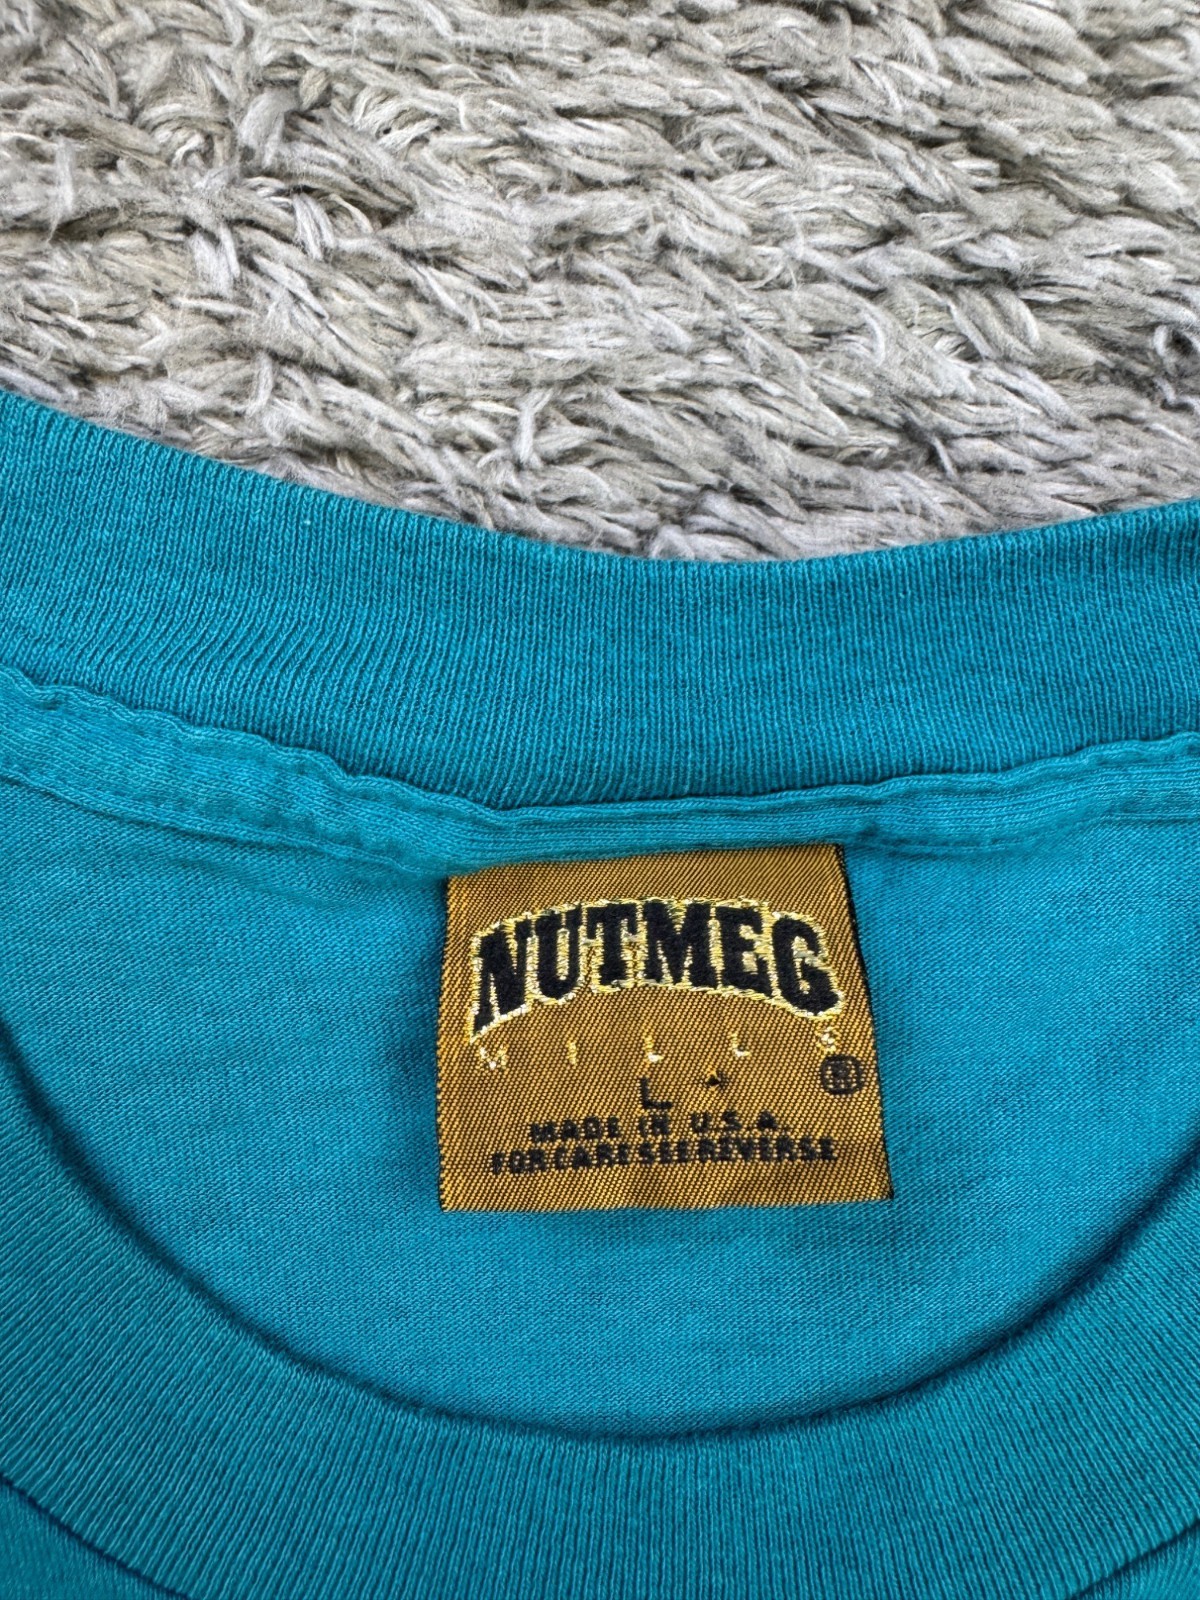 NUTMEG
MILLS
L ®
MADE IN U.S.A.
FOR CARE SEE REVERSE